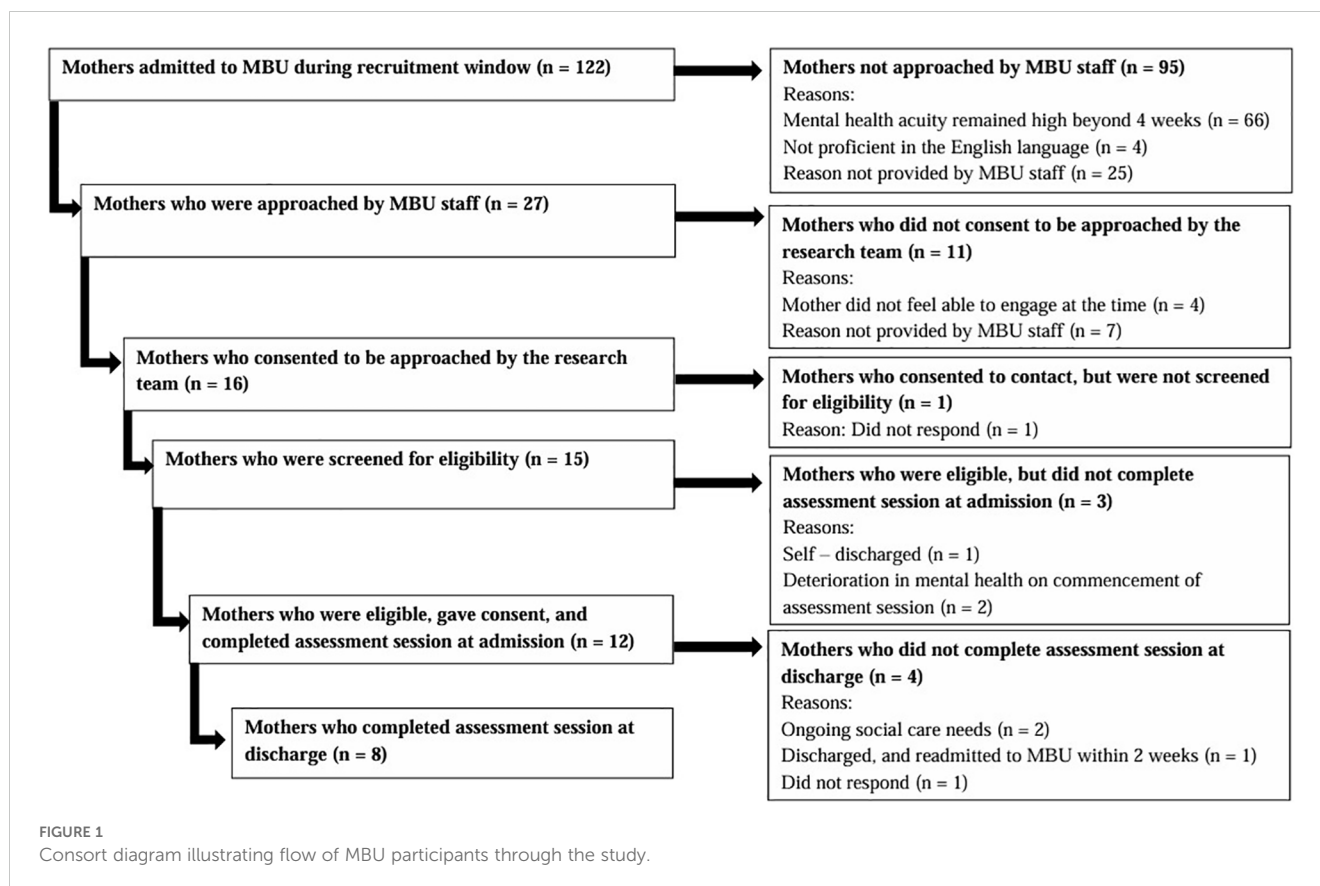 Mothers admitted to MBU during recruitment window (n = 122)
Mothers not approached by MBU staff (n = 95)
Reasons:
Mental health acuity remained high beyond 4 weeks (n = 66)
Not proficient in the English language (n = 4)
Reason not provided by MBU staff (n = 25)
Mothers who were approached by MBU staff (n = 27)
Mothers who did not consent to be approached by the
research team (n = 11)
Reasons:
Mother did not feel able to engage at the time (n = 4)
Reason not provided by MBU staff (n = 7)
Mothers who consented to be approached by the research
team (n = 16)
Mothers who consented to contact, but were not screened
for eligibility (n = 1)
Reason: Did not respond (n = 1)
Mothers who were screened for eligibility (n = 15)
Mothers who were eligible, but did not complete
assessment session at admission (n = 3)
Reasons:
Self – discharged (n = 1)
Deterioration in mental health on commencement of
assessment session (n = 2)
Mothers who were eligible, gave consent, and
completed assessment session at admission (n = 12)
Mothers who did not complete assessment session at
discharge (n = 4)
Reasons:
Ongoing social care needs (n = 2)
Discharged, and readmitted to MBU within 2 weeks (n = 1)
Did not respond (n = 1)
Mothers who completed assessment session at
discharge (n = 8)
FIGURE 1
Consort diagram illustrating flow of MBU participants through the study.